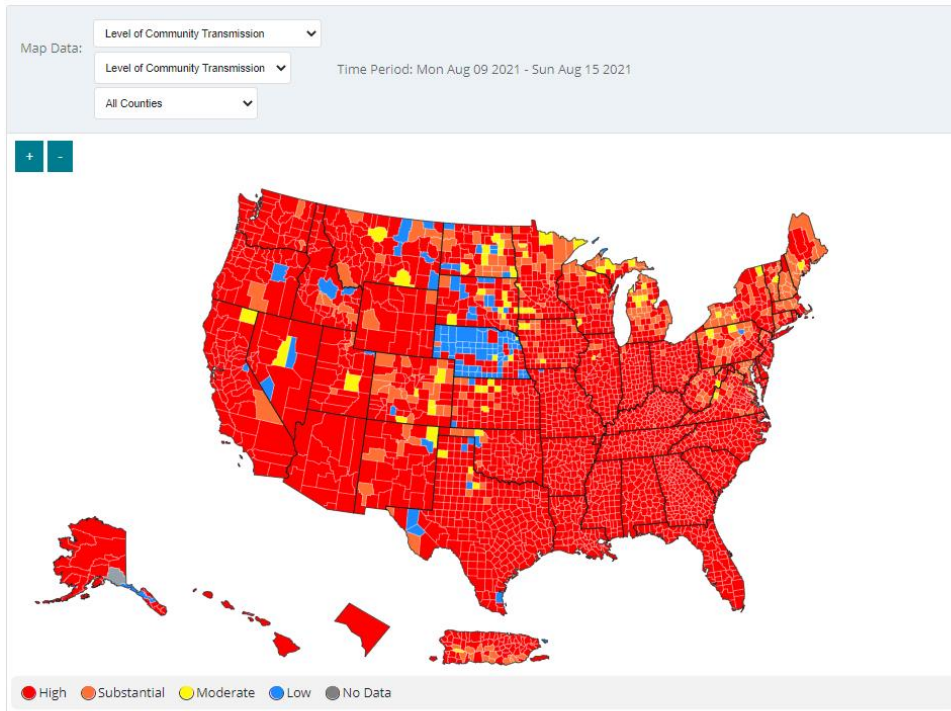 Map Data:
Level of Community Transmission
Level of Community Transmission
All Counties
Time Period: Mon Aug 09 2021 - Sun Aug 15 2021
+ -
High Substantial Moderate Low No Data